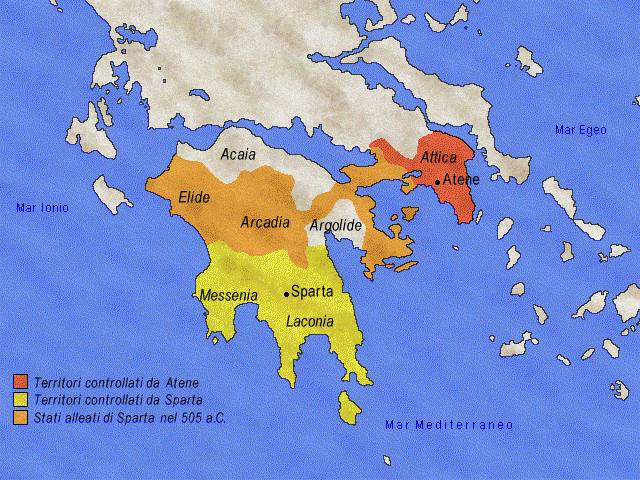 Mar Egeo
Acaia
Attica
Atene
Elide
Mar Ionio
Arcadia
Argolide
Messenia
Sparta
Laconia
Territori controllati da Atene
Territori controllati da Sparta
Stati alleati di Sparta nel 505 a.C.
Mar Mediterraneo